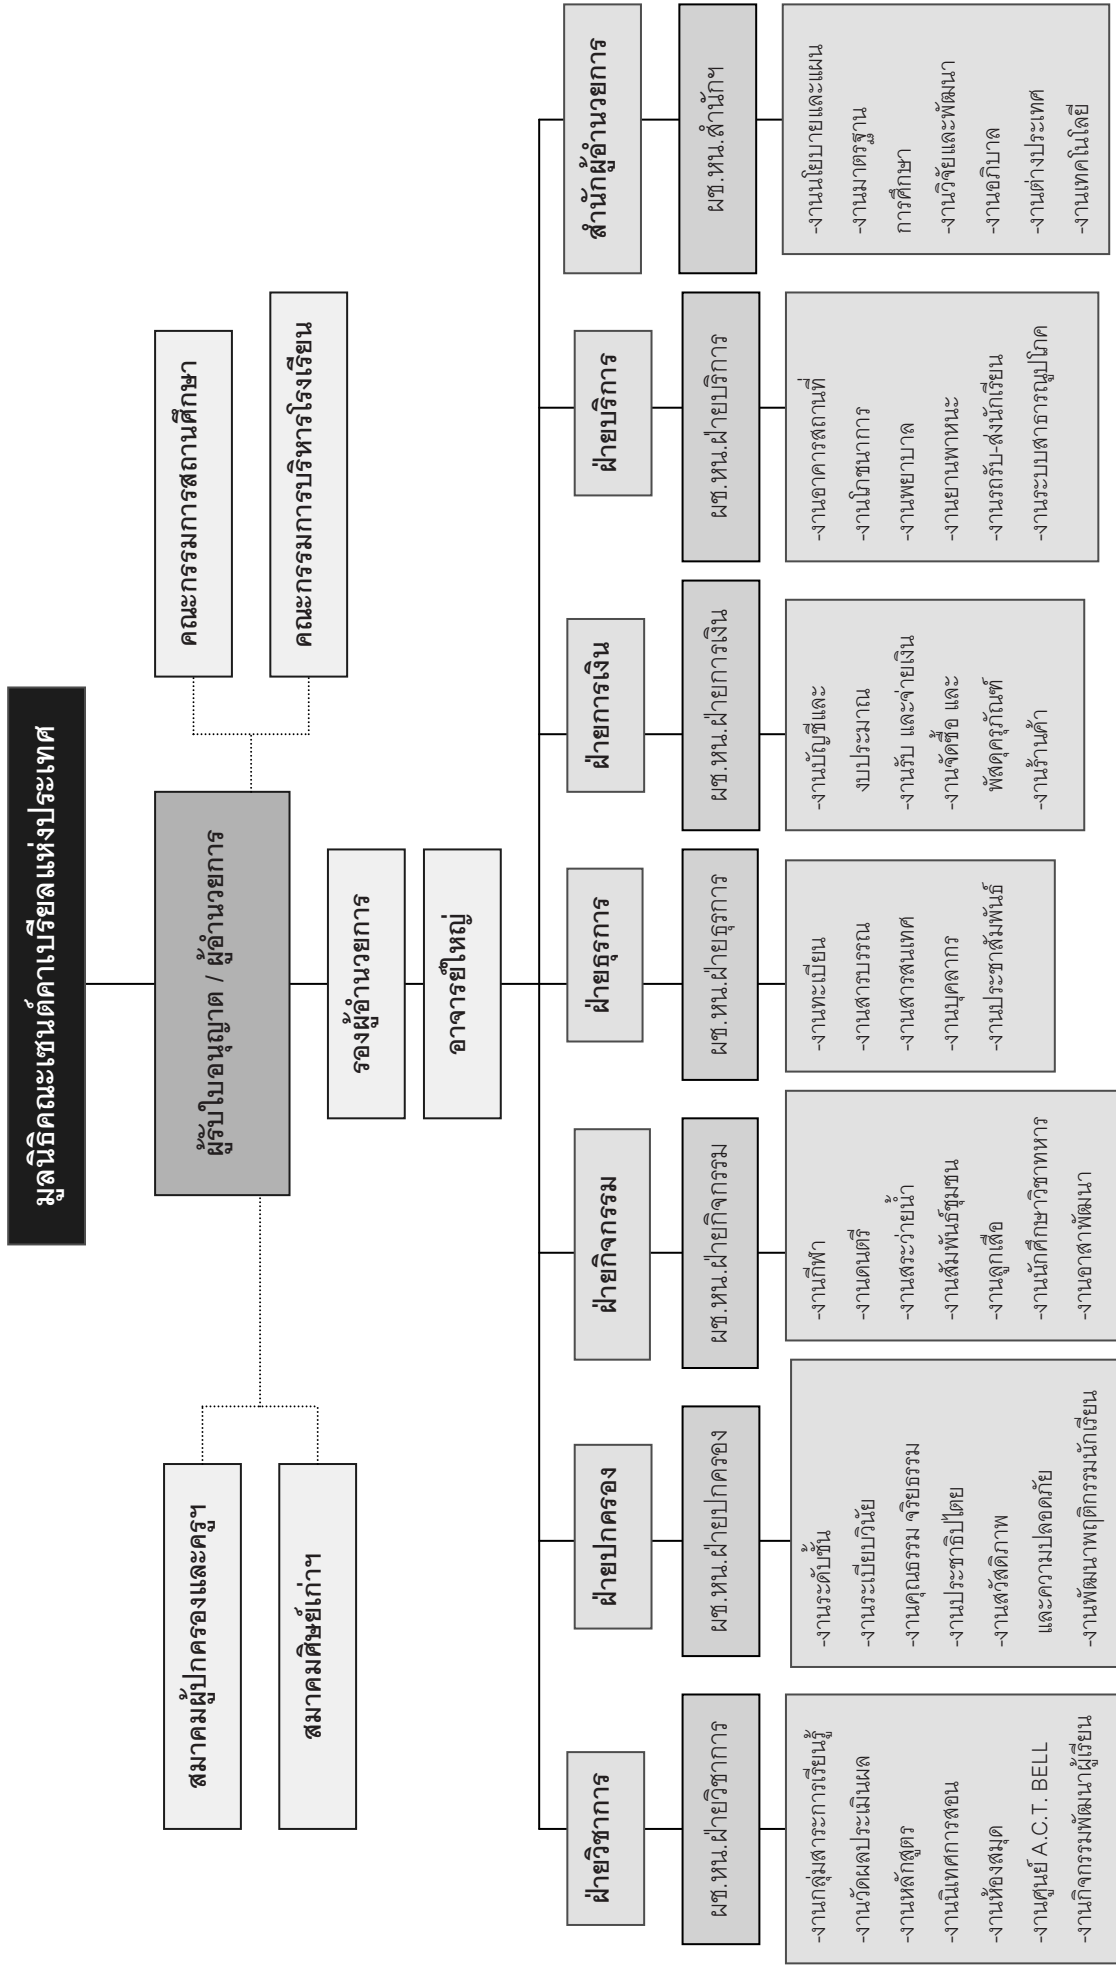 มูลนิธิคณะเซนต์คาเบรียลแห่งประเทศ
สมาคมผู้ปกครองและครูฯ
สมาคมศิษย์เก่าฯ
ผู้รับใบอนุญาต / ผู้อำนวยการ
คณะกรรมการสถานศึกษา
คณะกรรมการบริหารโรงเรียน
รองผู้อำนวยการ
อาจารย์ใหญ่
ฝ่ายวิชาการ
ผช.หน.ฝ่ายวิชาการ
-งานกลุ่มสาระการเรียนรู้
-งานวัดผลประเมินผล
-งานหลักสูตร
-งานนิเทศการสอน
-งานห้องสมุด
-งานศูนย์ A.C.T. BELL
-งานกิจกรรมพัฒนาผู้เรียน
ฝ่ายปกครอง
ผช.หน.ฝ่ายปกครอง
-งานระดับชั้น
-งานระเบียบวินัย
-งานคุณธรรม จริยธรรม
-งานประชาธิปไตย
-งานสวัสดิภาพ
และความปลอดภัย
-งานพัฒนาพฤติกรรมนักเรียน
ฝ่ายกิจกรรม
ผช.หน.ฝ่ายกิจกรรม
-งานกีฬา
-งานดนตรี
-งานสระว่ายน้ำ
-งานสัมพันธ์ชุมชน
-งานลูกเสือ
-งานนักศึกษาวิชาทหาร
-งานอาสาพัฒนา
ฝ่ายธุรการ
ผช.หน.ฝ่ายธุรการ
-งานทะเบียน
-งานสารบรรณ
-งานสารสนเทศ
-งานบุคลากร
-งานประชาสัมพันธ์
ฝ่ายการเงิน
ผช.หน.ฝ่ายการเงิน
-งานบัญชีและ
งบประมาณ
-งานรับ และจ่ายเงิน
-งานจัดซื้อ และ
พัสดุครุภัณฑ์
-งานร้านค้า
ฝ่ายบริการ
ผช.หน.ฝ่ายบริการ
-งานอาคารสถานที่
-งานโภชนาการ
-งานพยาบาล
-งานยานพาหนะ
-งานรถรับ-ส่งนักเรียน
-งานระบบสาธารณูปโภค
สำนักผู้อำนวยการ
ผช.หน.สำนักฯ
-งานนโยบายและแผน
-งานมาตรฐาน
การศึกษา
-งานวิจัยและพัฒนา
-งานอภิบาล
-งานต่างประเทศ
-งานเทคโนโลยี